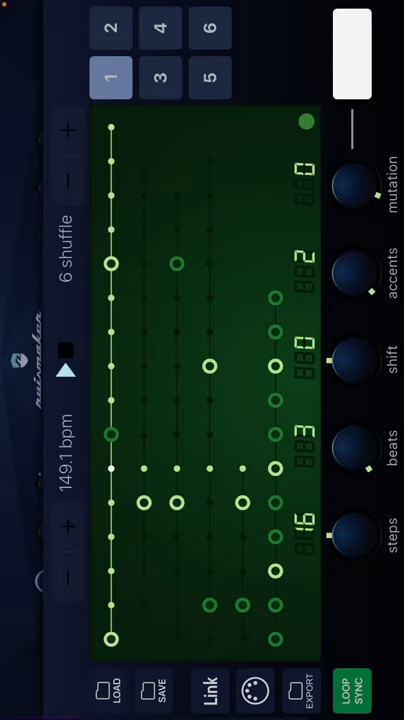 ruismaker
− + 149.1 bpm 6 shuffle − +
LOAD
1 2
SAVE
3 4
Link
5 6
EXPORT
16 3 0 2 0
LOOP
SYNC
steps beats shift accents mutation